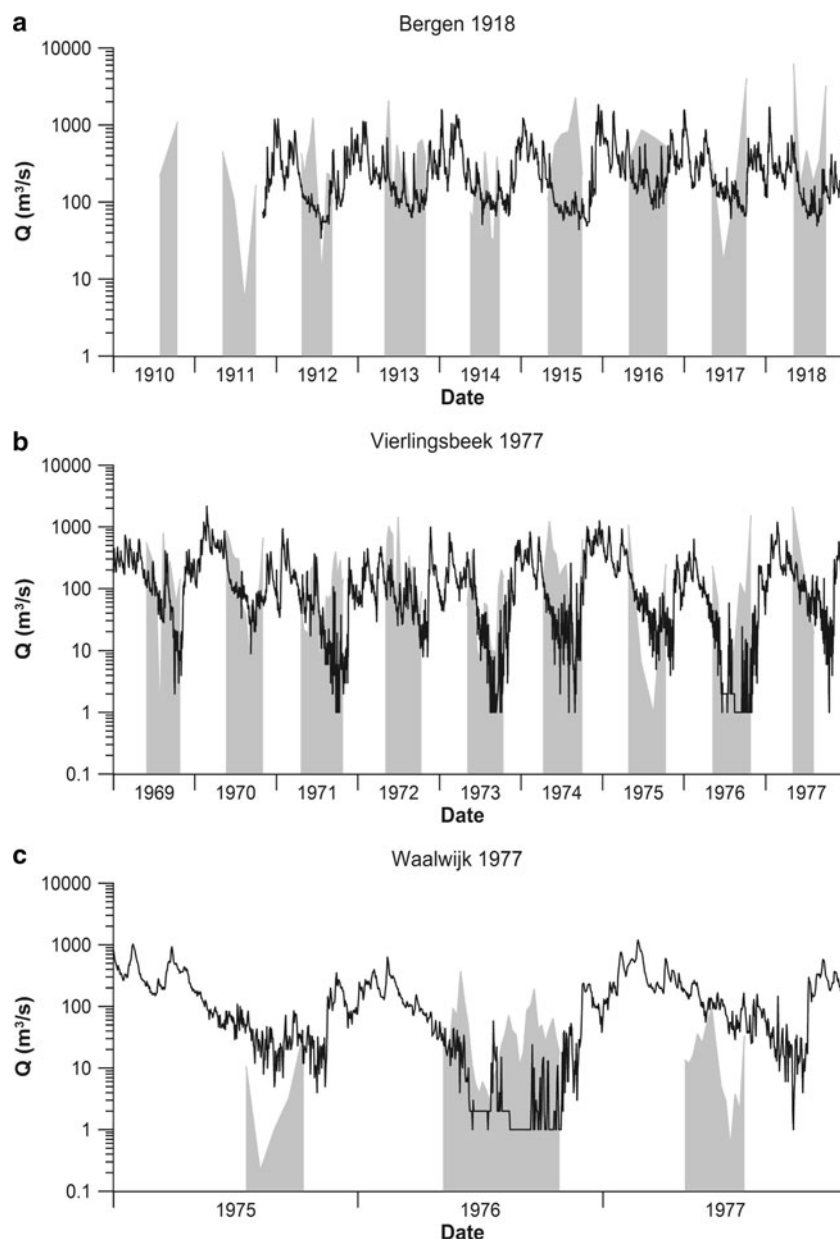 a
Bergen 1918
10000
1000
100
10
1
Q (m³/s)
1910 1911 1912 1913 1914 1915 1916 1917 1918
Date
b
Vierlingsbeek 1977
10000
1000
100
10
1
0.1
Q (m³/s)
1969 1970 1971 1972 1973 1974 1975 1976 1977
Date
c
Waalwijk 1977
10000
1000
100
10
1
0.1
Q (m³/s)
1975 1976 1977
Date